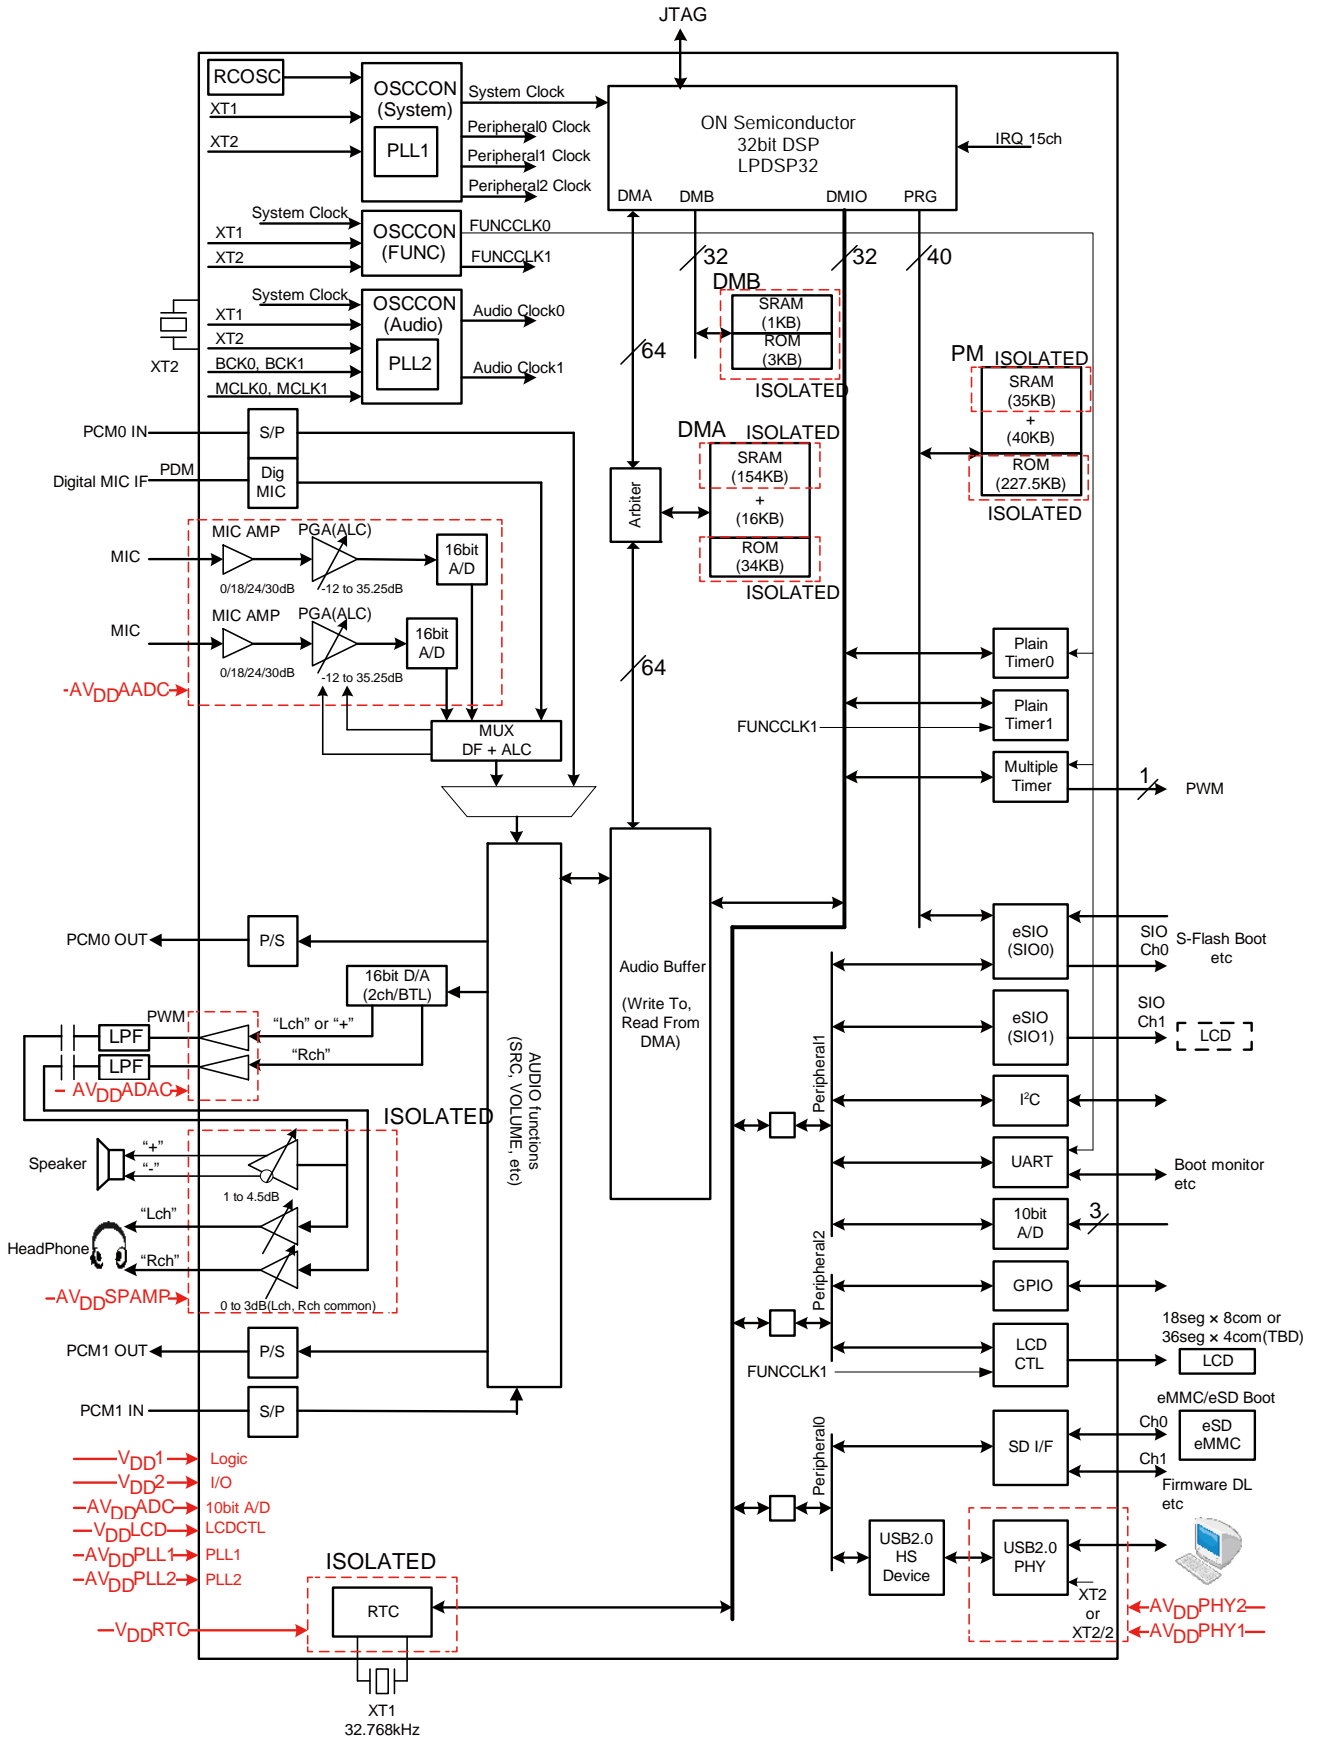 JTAG
RCOSC
XT1
XT2
OSCCON
(System)
PLL1
System Clock
Peripheral0 Clock
Peripheral1 Clock
Peripheral2 Clock
ON Semiconductor
32bit DSP
LPDSP32
DMA
DMB
DMIO
PRG
IRQ 15ch
System Clock
XT1
XT2
OSCCON
(FUNC)
FUNCCLK0
FUNCCLK1
32
32
40
System Clock
XT1
XT2
BCK0, BCK1
MCLK0, MCLK1
OSCCON
(Audio)
PLL2
Audio Clock0
Audio Clock1
XT2
64
DMB
SRAM
(1KB)
ROM
(3KB)
ISOLATED
PM
ISOLATED
SRAM
(35KB)
+
(40KB)
ROM
(227.5KB)
ISOLATED
DMA
ISOLATED
SRAM
(154KB)
+
(16KB)
ROM
(34KB)
ISOLATED
Arbiter
64
PCM0 IN
S/P
Digital MIC IF
PDM
Dig
MIC
MIC
MIC AMP
0/18/24/30dB
PGA(ALC)
-12 to 35.25dB
16bit
A/D
MIC
MIC AMP
0/18/24/30dB
PGA(ALC)
-12 to 35.25dB
16bit
A/D
AVDDAADC
MUX
DF + ALC
Plain
Timer0
Plain
Timer1
FUNCCLK1
Multiple
Timer
1
PWM
AUDIO functions
(SRC, VOLUME, etc)
Audio Buffer
(Write To,
Read From
DMA)
PCM0 OUT
P/S
16bit D/A
(2ch/BTL)
PWM
LPF
LPF
“Lch” or “+”
“Rch”
AVDDADAC
ISOLATED
Speaker
“+”
“-”
1 to 4.5dB
HeadPhone
“Lch”
“Rch”
0 to 3dB(Lch, Rch common)
AVDDSPAMP
PCM1 OUT
P/S
PCM1 IN
S/P
eSIO
(SIO0)
SIO
Ch0
S-Flash Boot
etc
eSIO
(SIO1)
SIO
Ch1
LCD
I²C
UART
Boot monitor
etc
10bit
A/D
3
Peripheral1
Peripheral2
GPIO
LCD
CTL
FUNCCLK1
18seg × 8com or
36seg × 4com(TBD)
LCD
Peripheral0
SD I/F
eMMC/eSD Boot
Ch0
eSD
eMMC
Ch1
Firmware DL
etc
USB2.0
HS
Device
USB2.0
PHY
XT2
or
XT2/2
AVDDPHY2
AVDDPHY1
VDD1
Logic
VDD2
I/O
AVDDADC
10bit A/D
VDDLCD
LCDCTL
AVDDPLL1
PLL1
AVDDPLL2
PLL2
VDDRTC
ISOLATED
RTC
XT1
32.768kHz